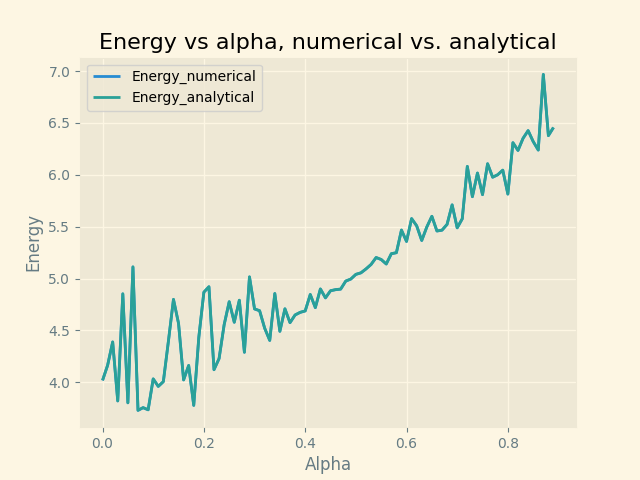 Energy vs alpha, numerical vs. analytical
Energy_numerical
Energy_analytical
7.0
6.5
6.0
5.5
5.0
4.5
4.0
Energy
0.0 0.2 0.4 0.6 0.8
Alpha